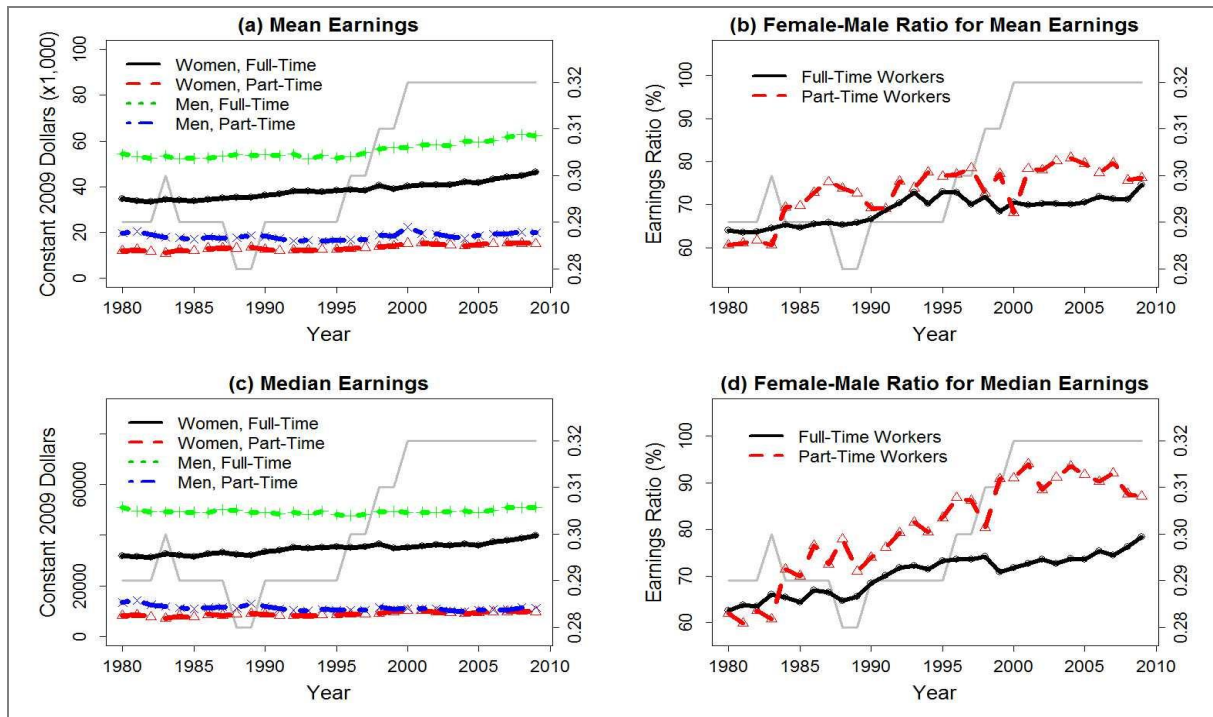 (a) Mean Earnings
Constant 2009 Dollars (x1,000)
100
80
60
40
20
0
Women, Full-Time
Women, Part-Time
Men, Full-Time
Men, Part-Time
0.32
0.31
0.30
0.29
0.28
1980 1985 1990 1995 2000 2005 2010
Year
(b) Female-Male Ratio for Mean Earnings
Earnings Ratio (%)
100
90
80
70
60
Full-Time Workers
Part-Time Workers
0.32
0.31
0.30
0.29
0.28
1980 1985 1990 1995 2000 2005 2010
Year
(c) Median Earnings
Constant 2009 Dollars
60000
20000
0
Women, Full-Time
Women, Part-Time
Men, Full-Time
Men, Part-Time
0.32
0.31
0.30
0.29
0.28
1980 1985 1990 1995 2000 2005 2010
Year
(d) Female-Male Ratio for Median Earnings
Earnings Ratio (%)
100
90
80
70
60
Full-Time Workers
Part-Time Workers
0.32
0.31
0.30
0.29
0.28
1980 1985 1990 1995 2000 2005 2010
Year